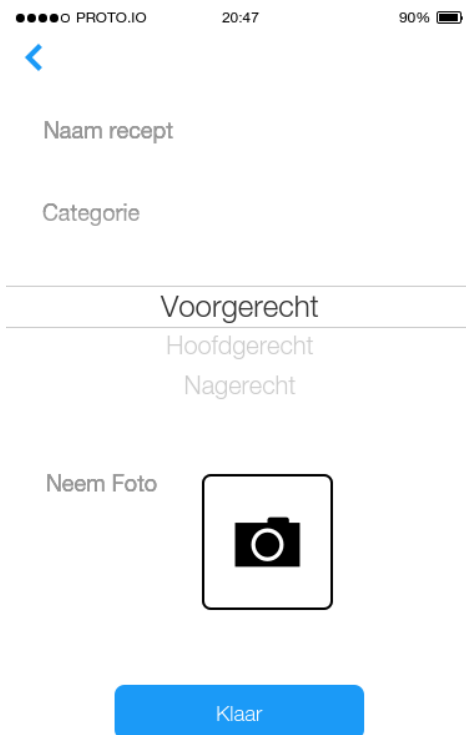 PROTO.IO 20:47 90%
Naam recept
Categorie
Voorgerecht
Hoofdgerecht
Nagerecht
Neem Foto
Klaar